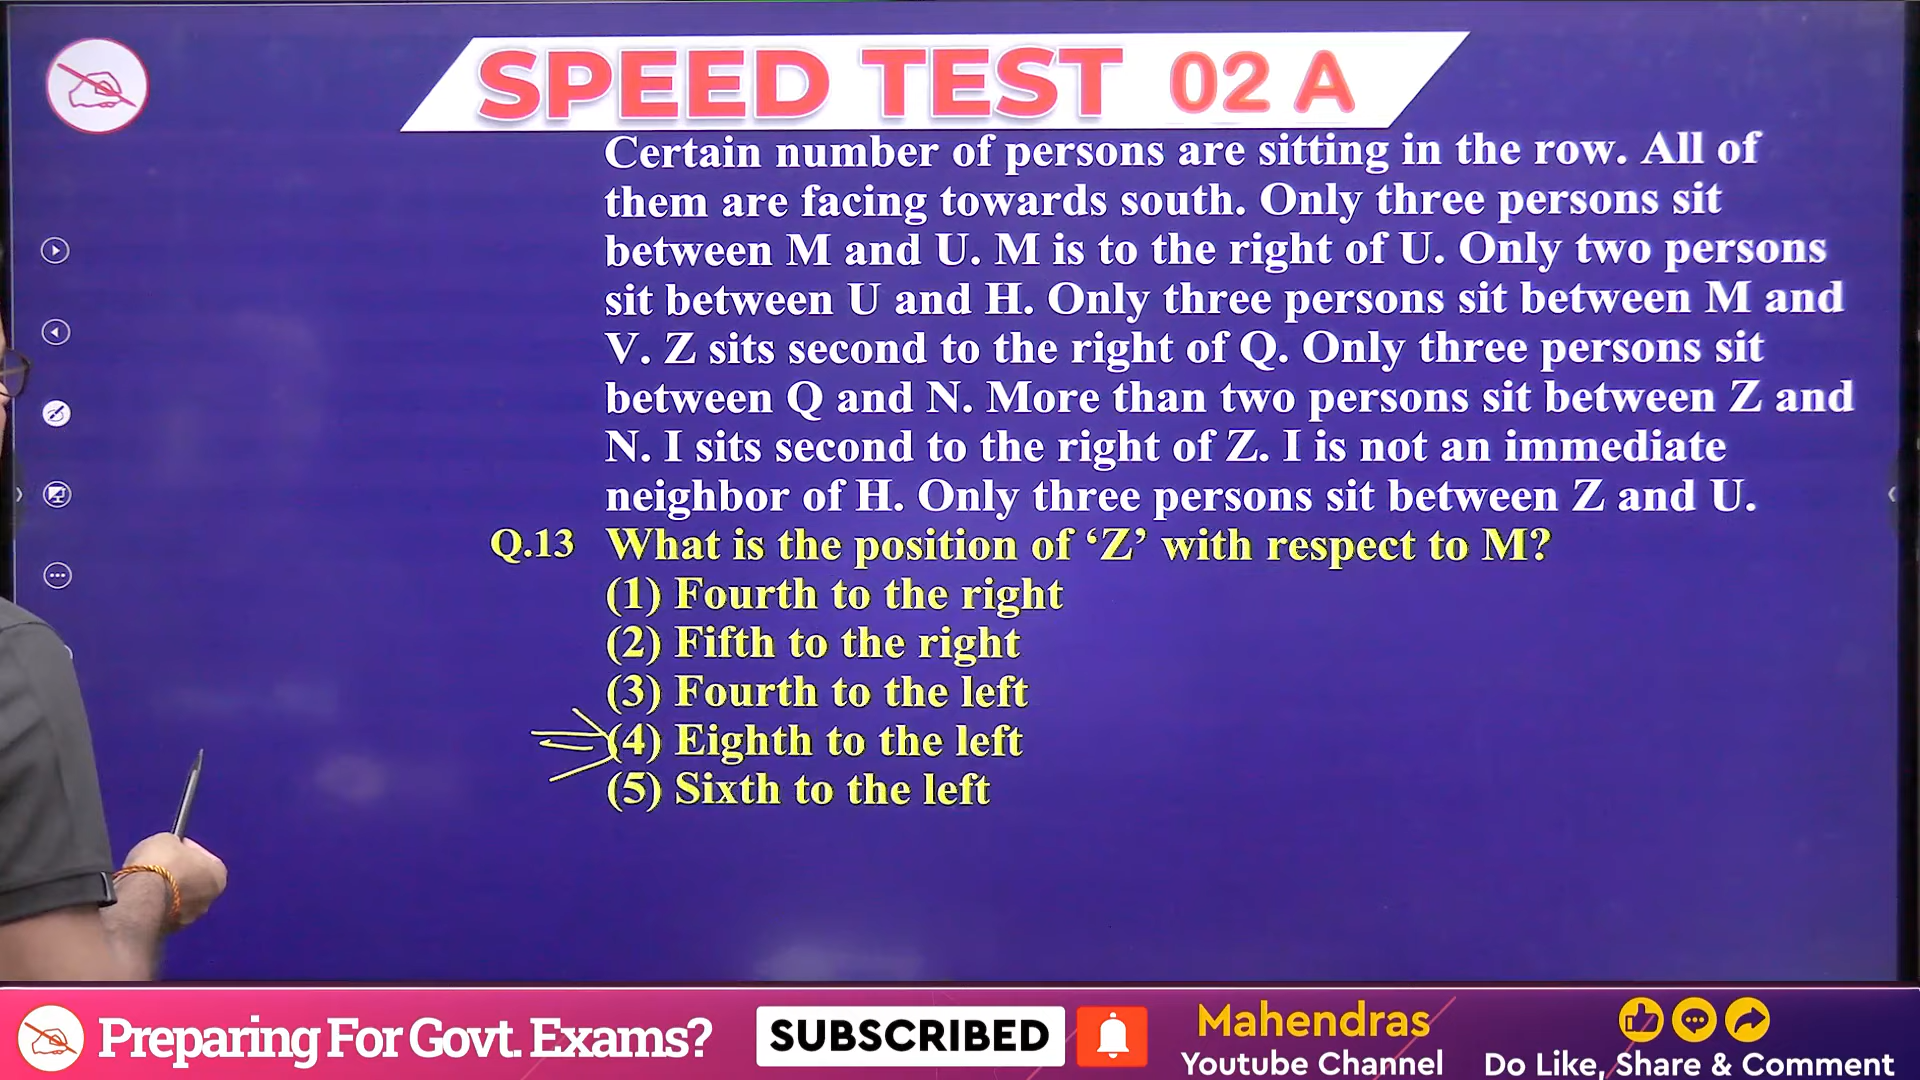 SPEED TEST 02 A
Certain number of persons are sitting in the row. All of
them are facing towards south. Only three persons sit
between M and U. M is to the right of U. Only two persons
sit between U and H. Only three persons sit between M and
V. Z sits second to the right of Q. Only three persons sit
between Q and N. More than two persons sit between Z and
N. I sits second to the right of Z. I is not an immediate
neighbor of H. Only three persons sit between Z and U.
Q.13 What is the position of ‘Z’ with respect to M?
(1) Fourth to the right
(2) Fifth to the right
(3) Fourth to the left
(4) Eighth to the left
(5) Sixth to the left
Preparing For Govt. Exams?
SUBSCRIBED
Mahendras
Youtube Channel
Do Like, Share & Comment